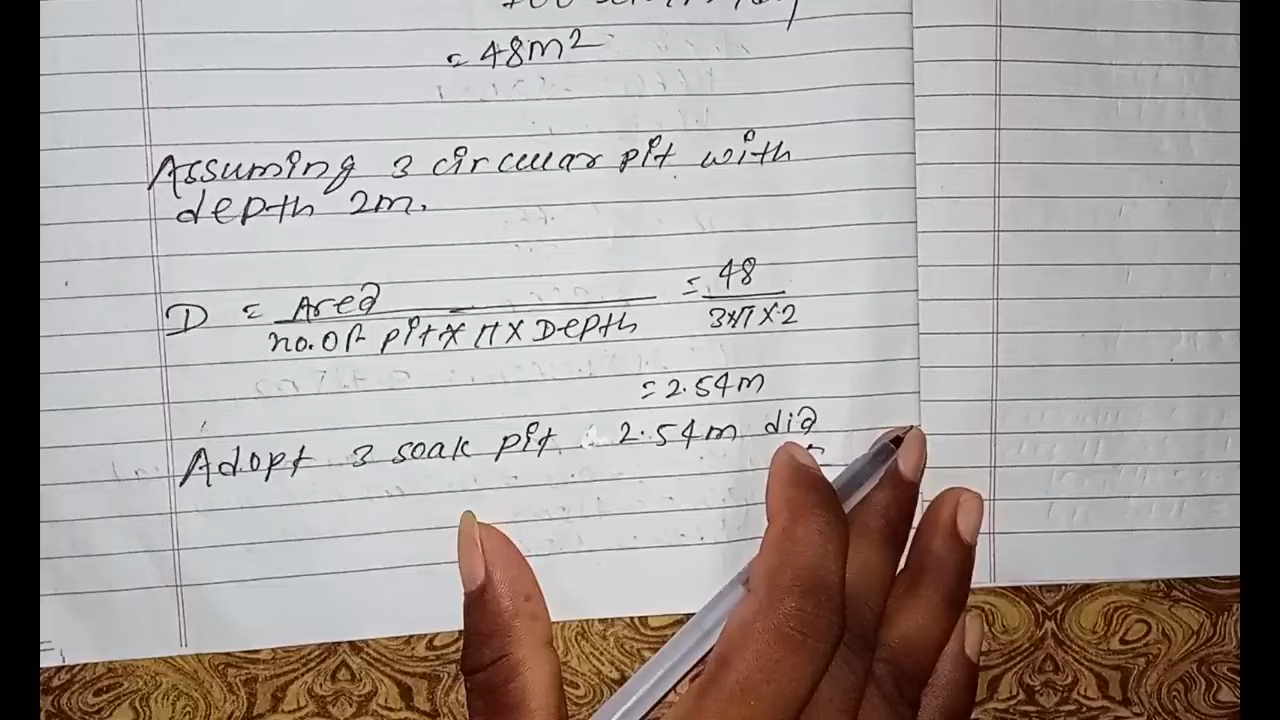 = 48m2
Assuming 3 circular pit with
depth 2m.
D = Area / no. Of pit x π x Depth = 48 / 3xπ x 2
= 2.54m
Adopt 3 soak pit 2.54m dia